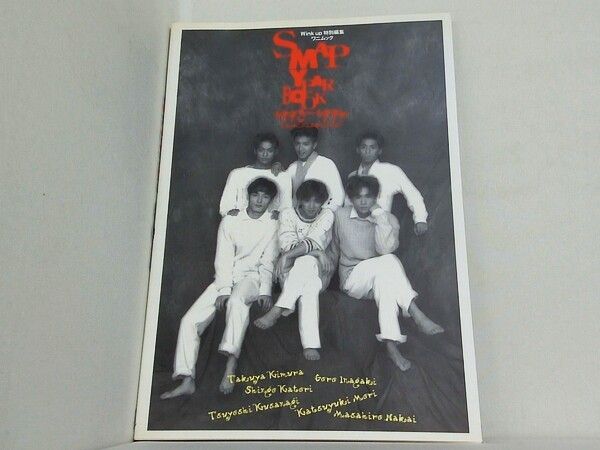 Wink up 特別編集
ワニムック
SMAP
YEAR
BOOK
Takuya Kimura Goro Inagaki
Shingo Katori
Tsuyoshi Kusanagi Katsuyuki Mori
Masahiro Nakai